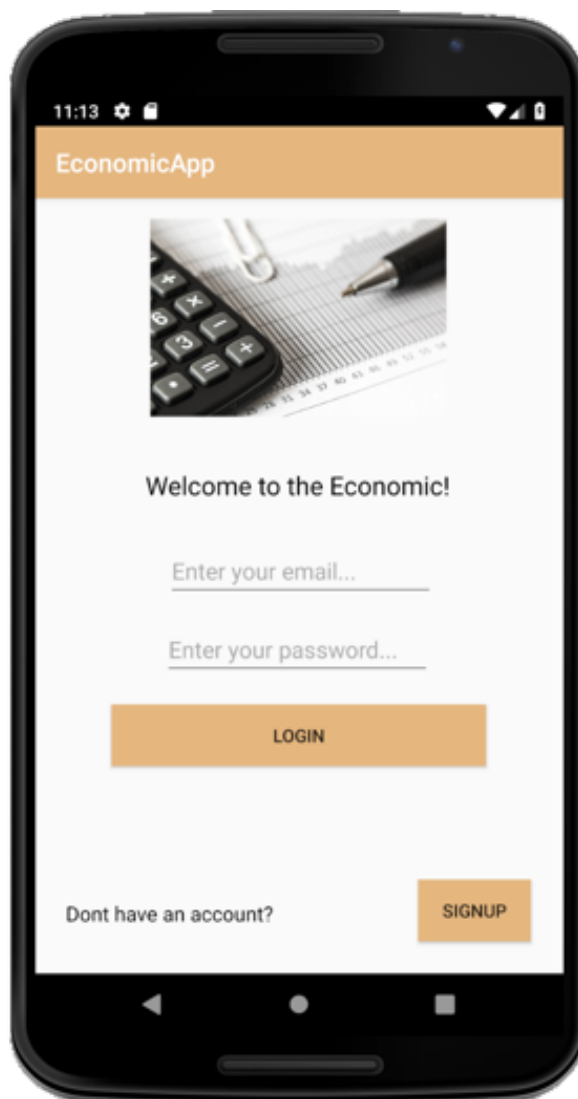 11:13
EconomicApp
Welcome to the Economic!
Enter your email...
Enter your password...
LOGIN
Dont have an account?
SIGNUP